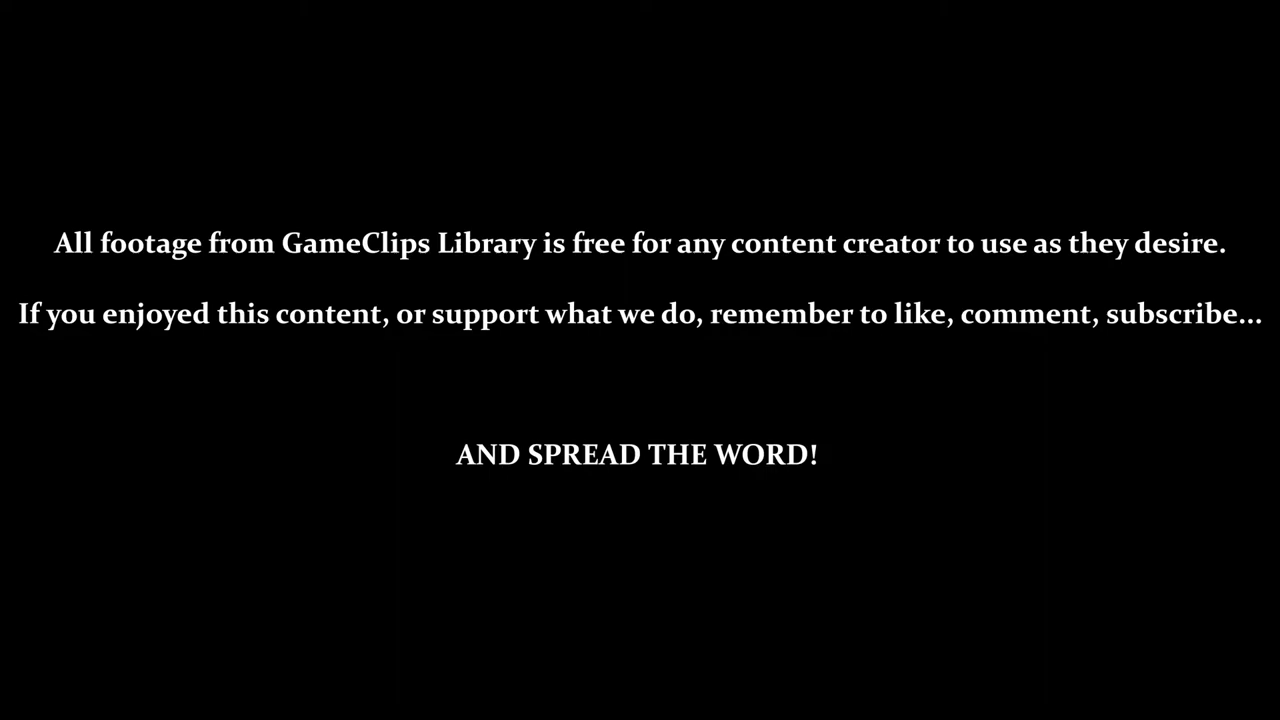 All footage from GameClips Library is free for any content creator to use as they desire.
If you enjoyed this content, or support what we do, remember to like, comment, subscribe...
AND SPREAD THE WORD!